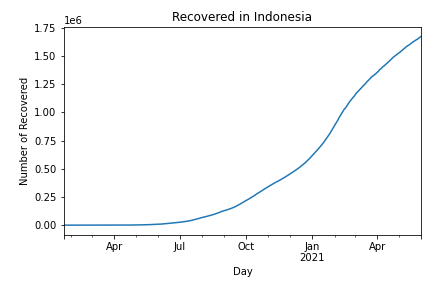 Recovered in Indonesia
1e6
1.75
1.50
1.25
1.00
0.75
0.50
0.25
0.00
Number of Recovered
Apr
Jul
Oct
Jan
2021
Apr
Day